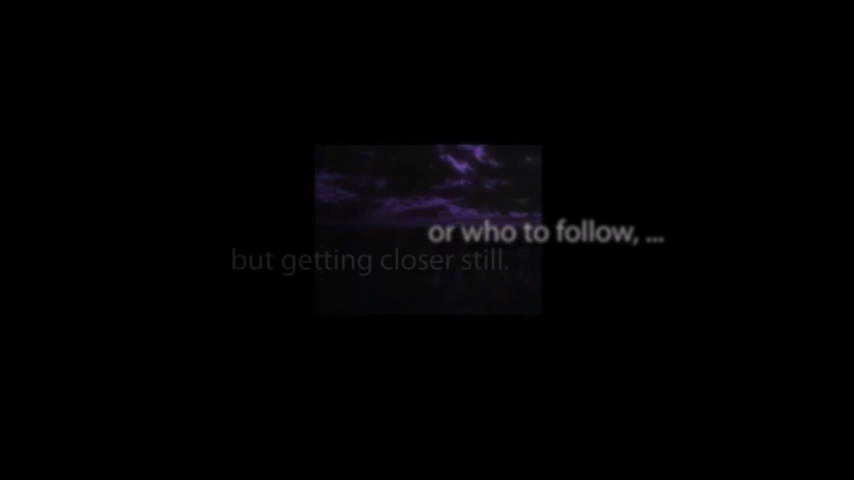 or who to follow, ...
but getting closer still.